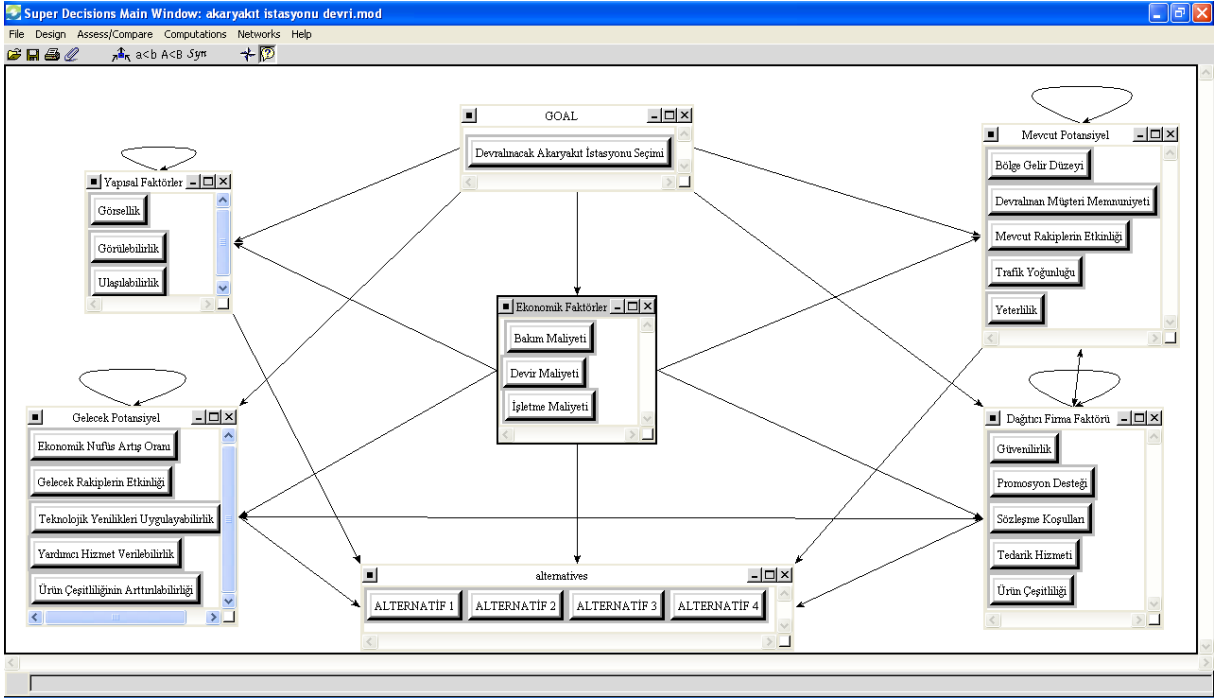 Super Decisions Main Window: akaryakıt istasyonu devri.mod
File Design Assess/Compare Computations Networks Help
a<b A<B Syn
GOAL
Devralınacak Akaryakıt İstasyonu Seçimi
Mevcut Potansiyel
Bölge Gelir Düzeyi
Devralınan Müşteri Memnuniyeti
Mevcut Rakiplerin Etkinliği
Trafik Yoğunluğu
Yeterlilik
Yapısal Faktörler
Görsellik
Görülebilirlik
Ulaşılabilirlik
Ekonomik Faktörler
Bakım Maliyeti
Devir Maliyeti
İşletme Maliyeti
Gelecek Potansiyel
Ekonomik Nufüs Artış Oranı
Gelecek Rakiplerin Etkinliği
Teknolojik Yenilikleri Uygulayabilirlik
Yardımcı Hizmet Verilebilirlik
Ürün Çeşitliliğinin Arttırılabilirliği
Dağıtıcı Firma Faktörü
Güvenilirlik
Promosyon Desteği
Sözleşme Koşulları
Tedarik Hizmeti
Ürün Çeşitliliği
alternatives
ALTERNATİF 1 ALTERNATİF 2 ALTERNATİF 3 ALTERNATİF 4